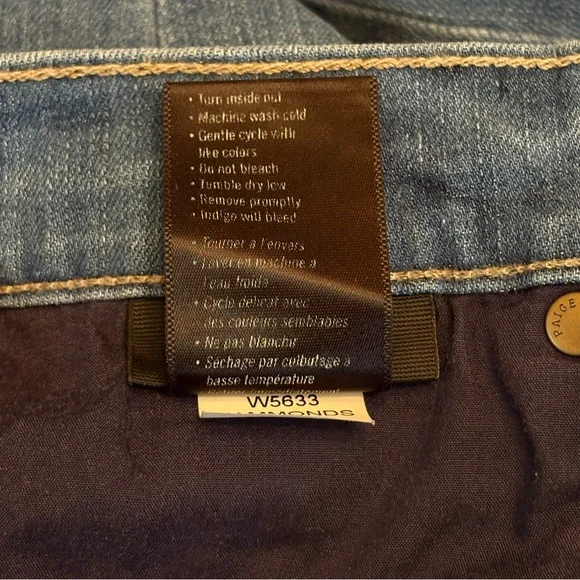 • Turn inside out
• Machine wash cold
• Gentle cycle with
like colors
• Do not bleach
• Tumble dry low
• Remove promptly
• Indigo will bleed
• Tourner à l'envers
• Laver en machine à
l'eau froide
• Cycle délicat avec
des couleurs semblables
• Ne pas blanchir
• Séchage par culbutage à
basse température
W5633
AMMONDS
PAIGE